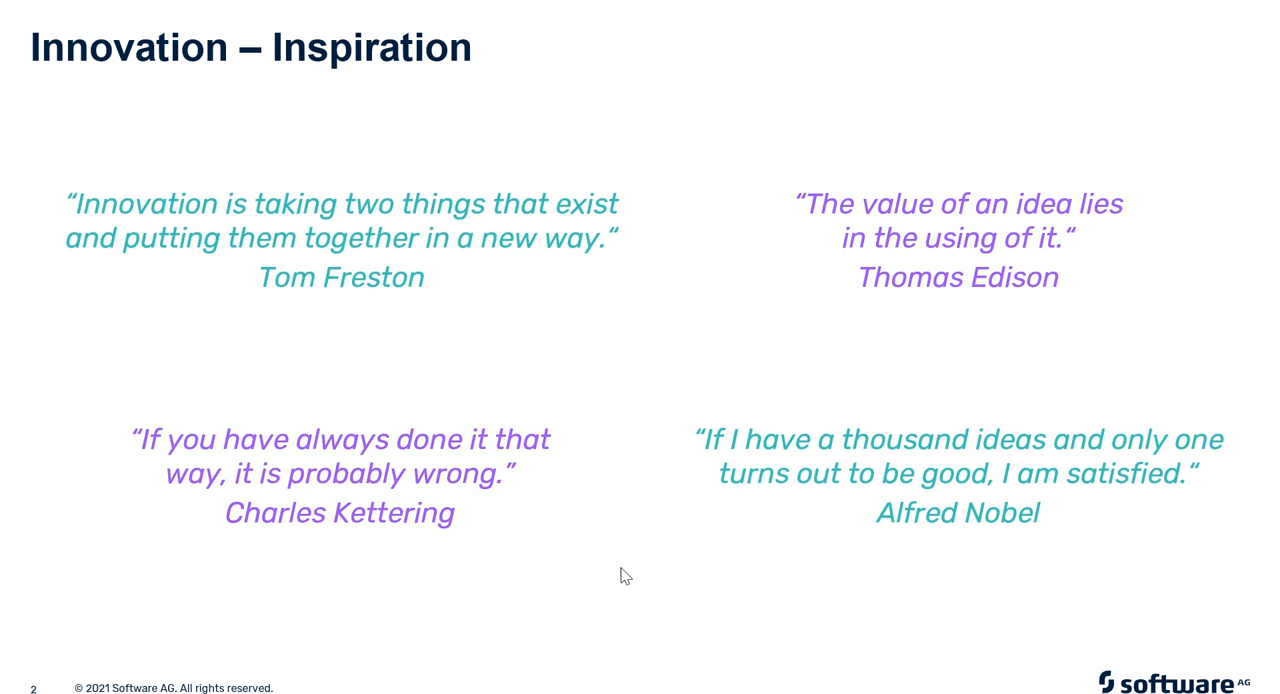 Innovation – Inspiration
“Innovation is taking two things that exist
and putting them together in a new way.“
Tom Freston
“The value of an idea lies
in the using of it.“
Thomas Edison
“If you have always done it that
way, it is probably wrong.”
Charles Kettering
“If I have a thousand ideas and only one
turns out to be good, I am satisfied.“
Alfred Nobel
2
© 2021 Software AG. All rights reserved.
software AG